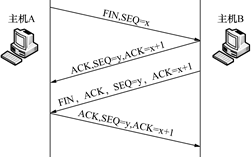 主机A
主机B
FIN,SEQ=x
ACK,SEQ=y,ACK=x+1
FIN，ACK，SEQ=y，ACK=x+1
ACK,SEQ=y,ACK=x+1